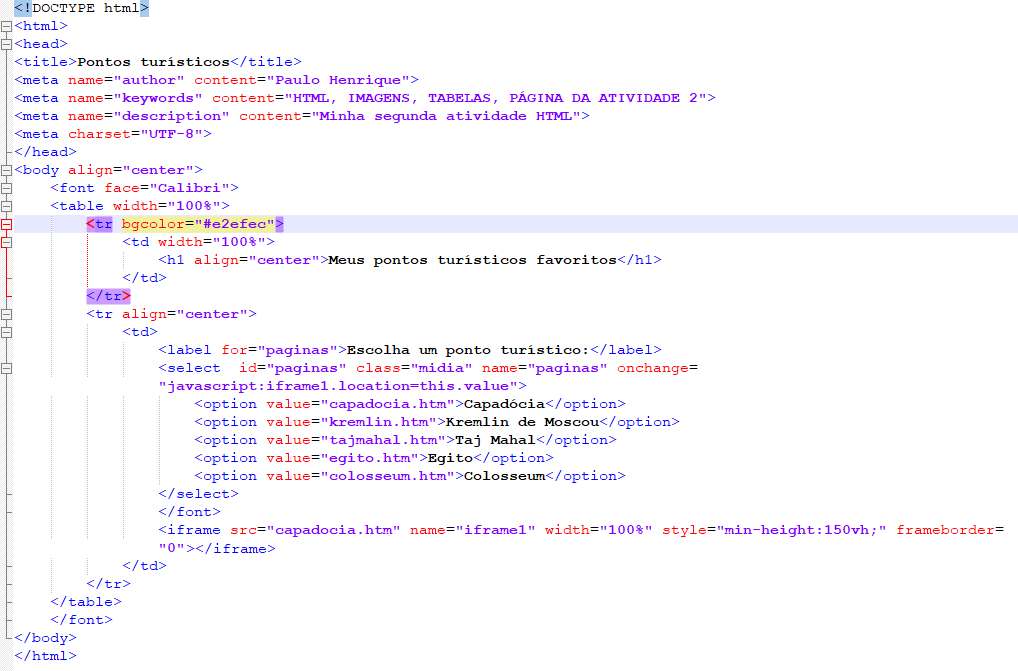 <!DOCTYPE html>
<html>
<head>
<title>Pontos turísticos</title>
<meta name="author" content="Paulo Henrique">
<meta name="keywords" content="HTML, IMAGENS, TABELAS, PÁGINA DA ATIVIDADE 2">
<meta name="description" content="Minha segunda atividade HTML">
<meta charset="UTF-8">
</head>
<body align="center">
    <font face="Calibri">
    <table width="100%">
        <tr bgcolor="#e2efec">
            <td width="100%">
                <h1 align="center">Meus pontos turísticos favoritos</h1>
            </td>
        </tr>
        <tr align="center">
            <td>
                <label for="paginas">Escolha um ponto turístico:</label>
                <select  id="paginas" class="midia" name="paginas" onchange=
                "javascript:iframe1.location=this.value">
                    <option value="capadocia.htm">Capadócia</option>
                    <option value="kremlin.htm">Kremlin de Moscou</option>
                    <option value="tajmahal.htm">Taj Mahal</option>
                    <option value="egito.htm">Egito</option>
                    <option value="colosseum.htm">Colosseum</option>
                </select>
                </font>
                <iframe src="capadocia.htm" name="iframe1" width="100%" style="min-height:150vh;" frameborder=
                "0"></iframe>
            </td>
        </tr>
    </table>
    </font>
</body>
</html>